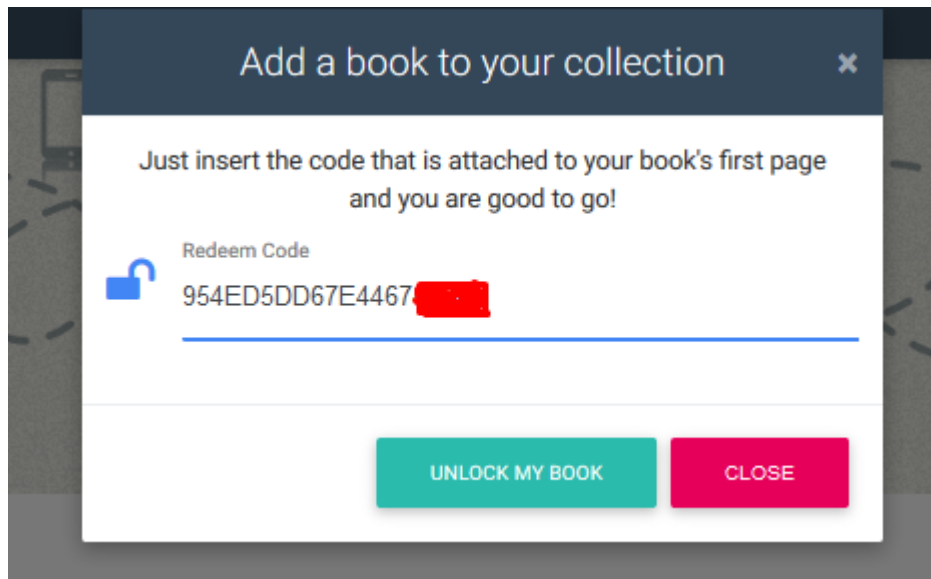 Add a book to your collection ×
Just insert the code that is attached to your book's first page
and you are good to go!
Redeem Code
954ED5DD67E4467
UNLOCK MY BOOK
CLOSE